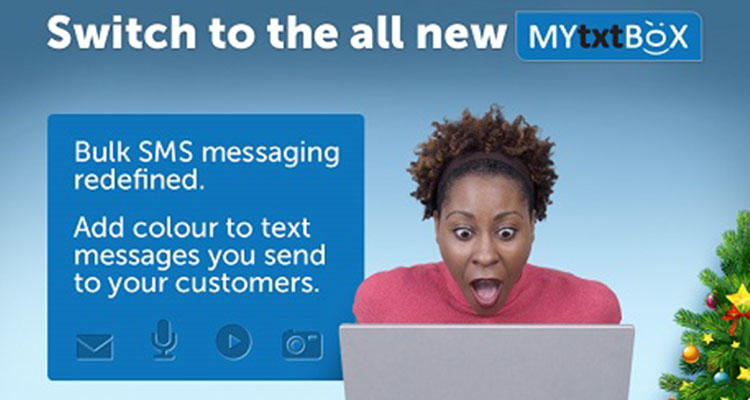 Switch to the all new MYtxtBOX
Bulk SMS messaging
redefined.
Add colour to text
messages you send
to your customers.